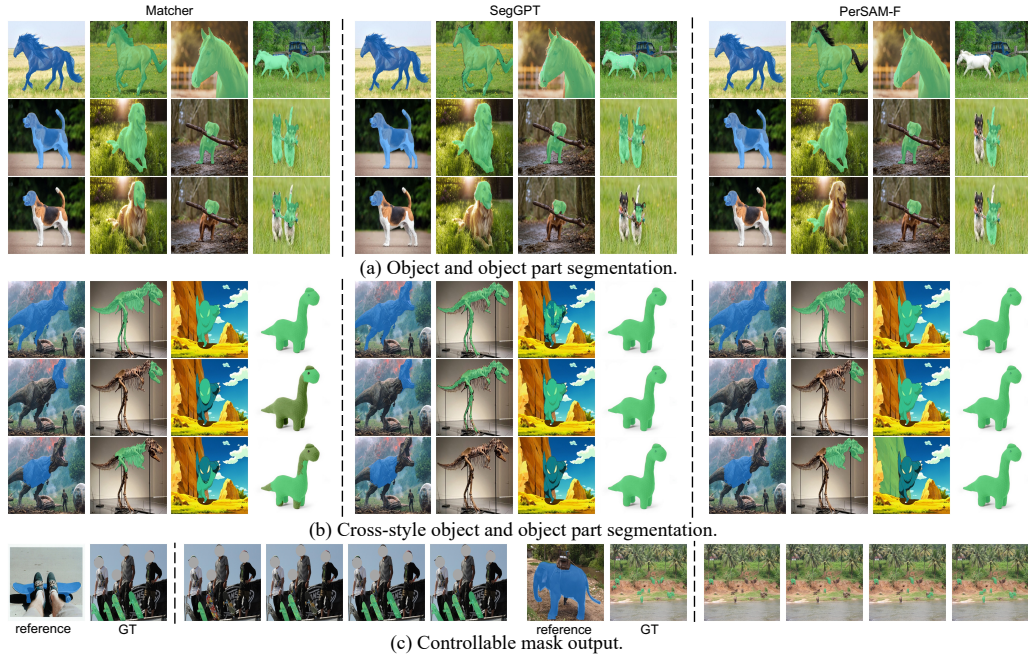 Matcher
SegGPT
PerSAM-F
(a) Object and object part segmentation.
(b) Cross-style object and object part segmentation.
reference
GT
reference
GT
(c) Controllable mask output.